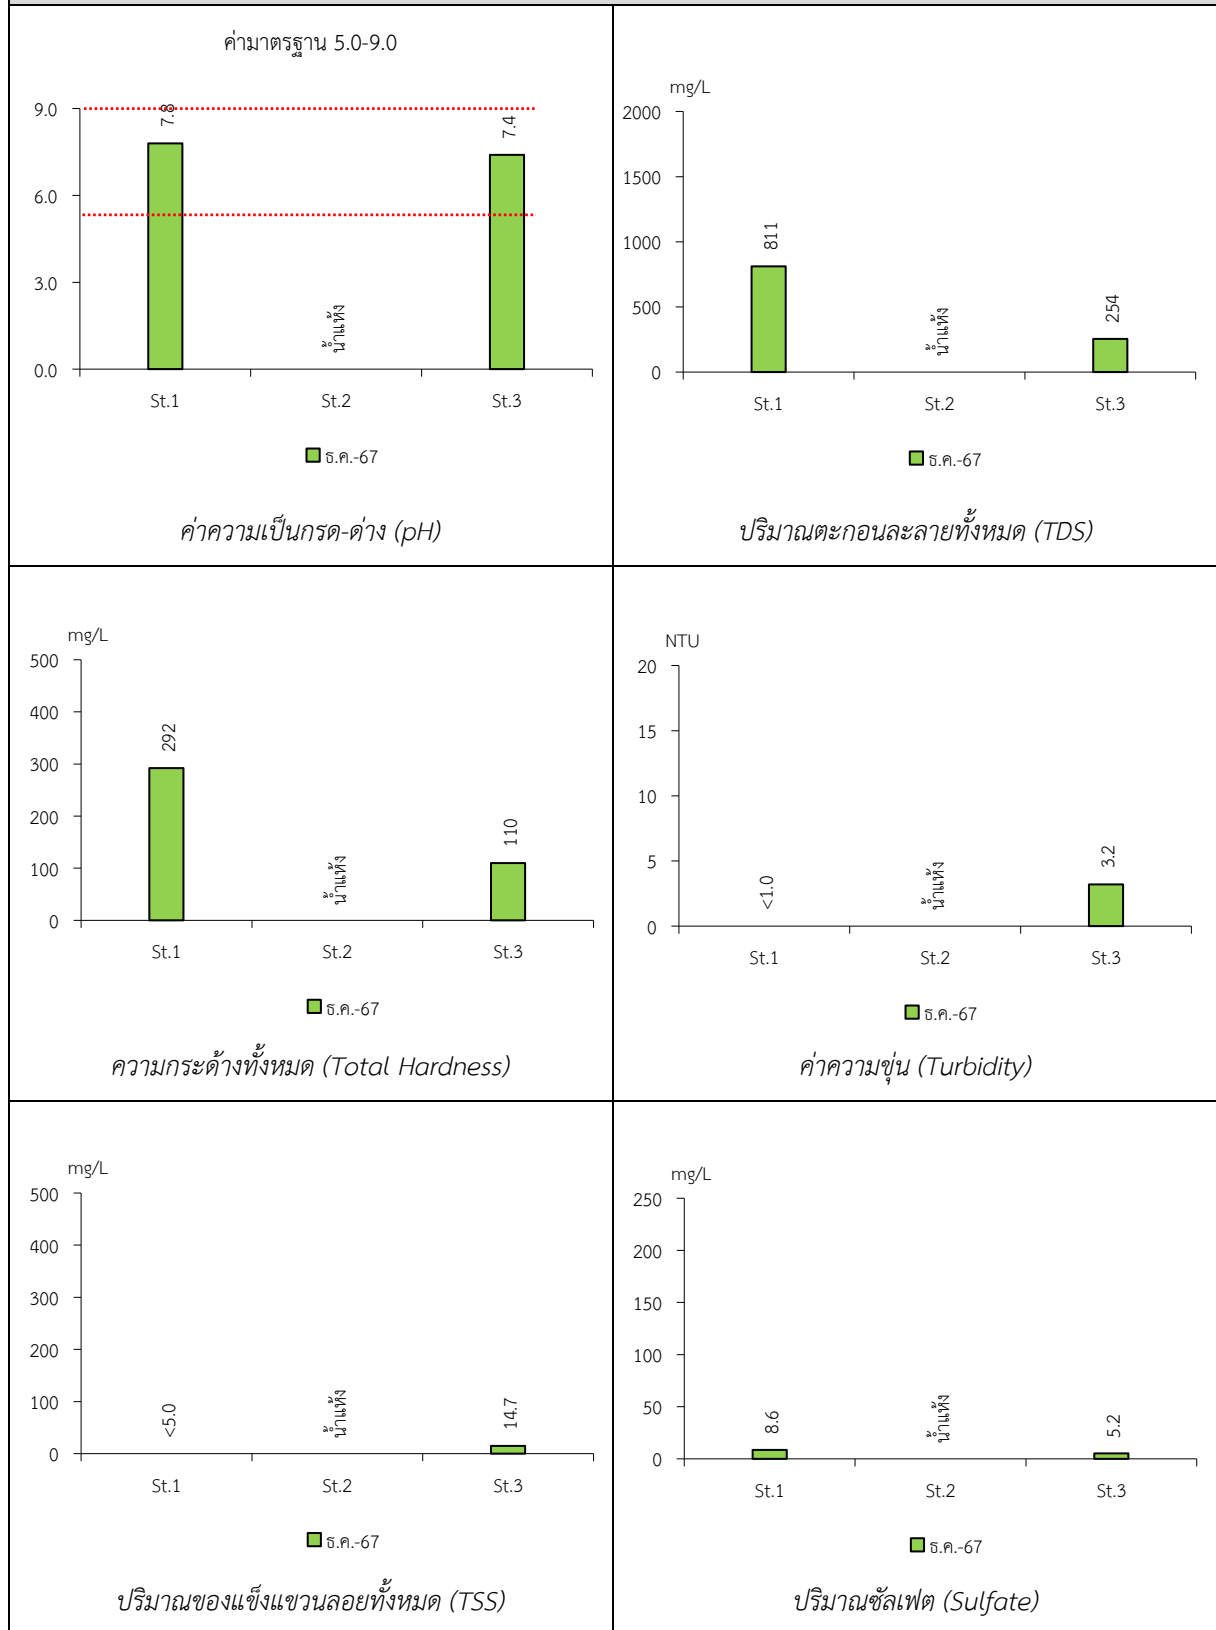 ค่ามาตรฐาน 5.0-9.0
9.0
6.0
3.0
0.0
7.8
น้ำแห้ง
7.4
St.1 St.2 St.3
ธ.ค.-67
ค่าความเป็นกรด-ด่าง (pH)
mg/L
2000
1500
1000
500
0
811
น้ำแห้ง
254
St.1 St.2 St.3
ธ.ค.-67
ปริมาณตะกอนละลายทั้งหมด (TDS)
mg/L
500
400
300
200
100
0
292
น้ำแห้ง
110
St.1 St.2 St.3
ธ.ค.-67
ความกระด้างทั้งหมด (Total Hardness)
NTU
20
15
10
5
0
<1.0
น้ำแห้ง
3.2
St.1 St.2 St.3
ธ.ค.-67
ค่าความขุ่น (Turbidity)
mg/L
500
400
300
200
100
0
<5.0
น้ำแห้ง
14.7
St.1 St.2 St.3
ธ.ค.-67
ปริมาณของแข็งแขวนลอยทั้งหมด (TSS)
mg/L
250
200
150
100
50
0
8.6
น้ำแห้ง
5.2
St.1 St.2 St.3
ธ.ค.-67
ปริมาณซัลเฟต (Sulfate)